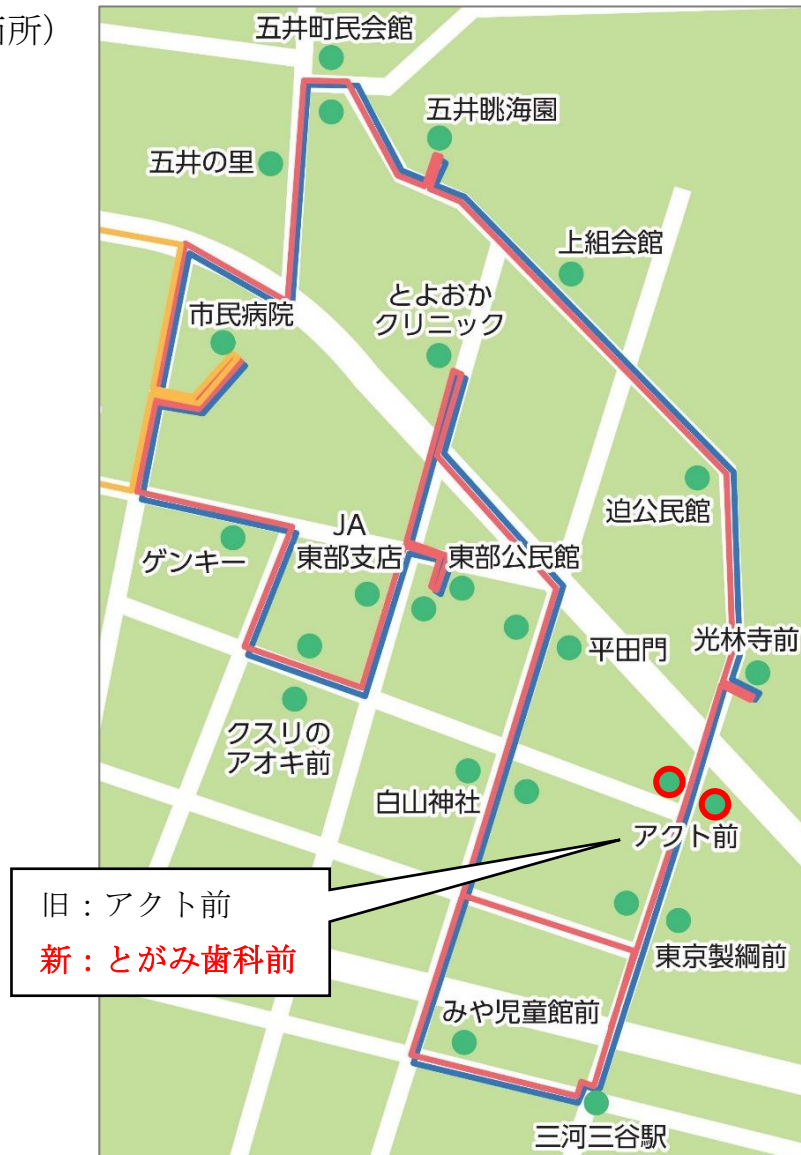 箇所）
五井町民会館
五井眺海園
五井の里
上組会館
とよおか
クリニック
市民病院
迫公民館
JA
東部支店
東部公民館
ゲンキー
平田門
光林寺前
クスリの
アオキ前
白山神社
アクト前
旧：アクト前
新：とがみ歯科前
東京製綱前
みや児童館前
三河三谷駅